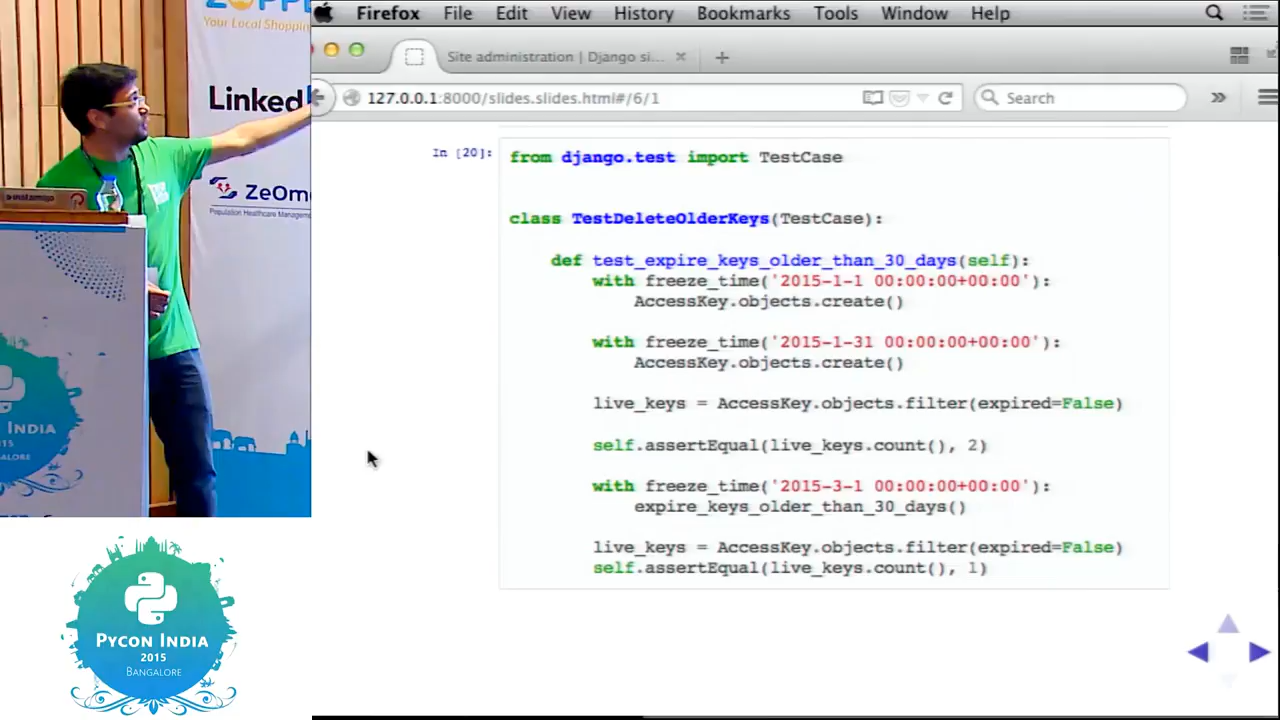 Your Local Shoppin
Linked
ZeOm
Population Healthcare Manageme
instamojo
N INDIA
2015
ALORE
PYCON INDIA
2015
BANGALORE
Firefox File Edit View History Bookmarks Tools Window Help
Site administration | Django si... × +
127.0.0.1:8000/slides.slides.html#/6/1
Search
In [20]:
from django.test import TestCase
class TestDeleteOlderKeys(TestCase):
def test_expire_keys_older_than_30_days(self):
with freeze_time('2015-1-1 00:00:00+00:00'):
AccessKey.objects.create()
with freeze_time('2015-1-31 00:00:00+00:00'):
AccessKey.objects.create()
live_keys = AccessKey.objects.filter(expired=False)
self.assertEqual(live_keys.count(), 2)
with freeze_time('2015-3-1 00:00:00+00:00'):
expire_keys_older_than_30_days()
live_keys = AccessKey.objects.filter(expired=False)
self.assertEqual(live_keys.count(), 1)